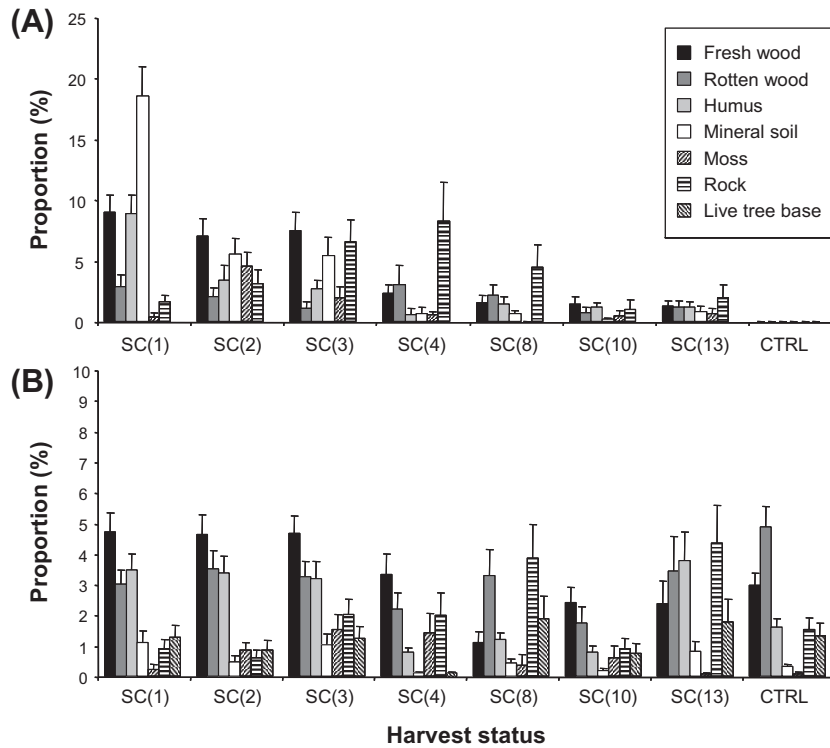 (A)
Proportion (%)
25
20
15
10
5
0
Fresh wood
Rotten wood
Humus
Mineral soil
Moss
Rock
Live tree base
SC(1) SC(2) SC(3) SC(4) SC(8) SC(10) SC(13) CTRL
(B)
Proportion (%)
10
9
8
7
6
5
4
3
2
1
0
SC(1) SC(2) SC(3) SC(4) SC(8) SC(10) SC(13) CTRL
Harvest status